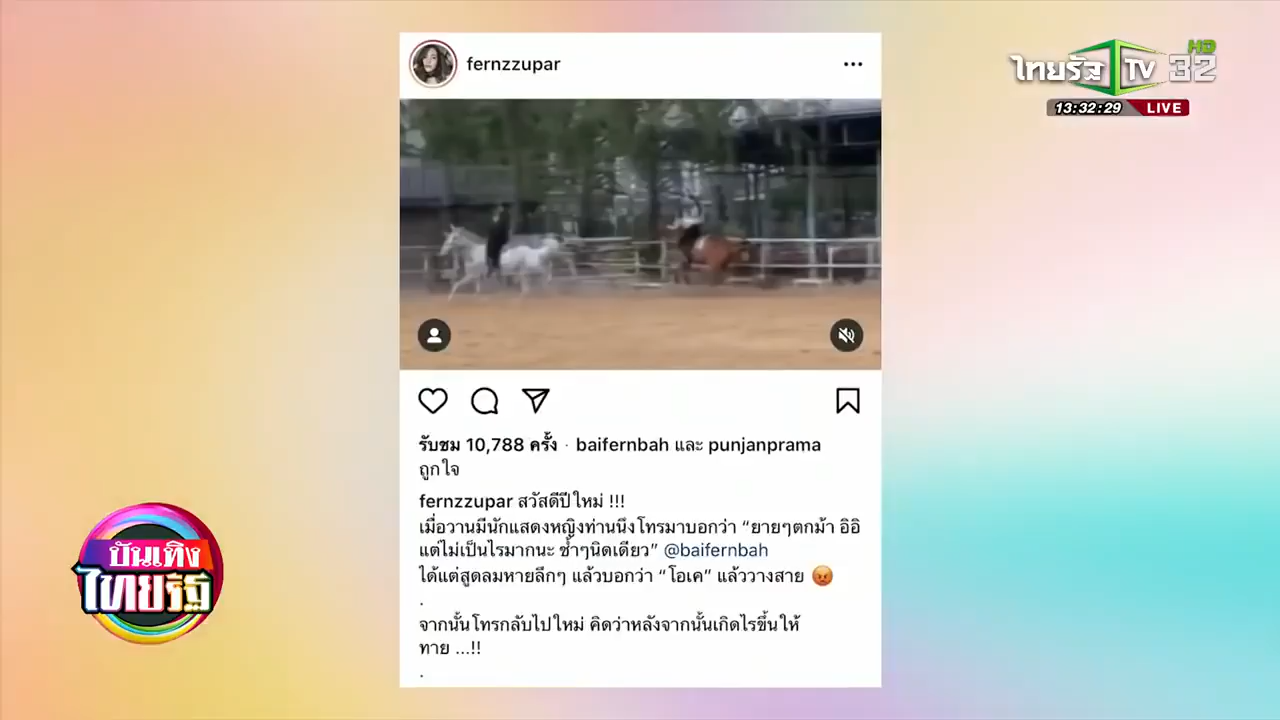 fernzzupar
ไทยรัฐ TV HD 32
13:32:29 LIVE
รับชม 10,788 ครั้ง · baifernbah และ punjanprama
ถูกใจ
fernzzupar สวัสดีปีใหม่ !!!
เมื่อวานมีนักแสดงหญิงท่านนึงโทรมาบอกว่า “ยายๆตกม้า อิอิ
แต่ไม่เป็นไรมากนะ ช้ำๆนิดเดียว” @baifernbah
ได้แต่สูดลมหายลึกๆ แล้วบอกว่า “โอเค” แล้ววางสาย 😡
.
จากนั้นโทรกลับไปใหม่ คิดว่าหลังจากนั้นเกิดไรขึ้นให้
ทาย ...!!
.
บันเทิง
ไทยรัฐ